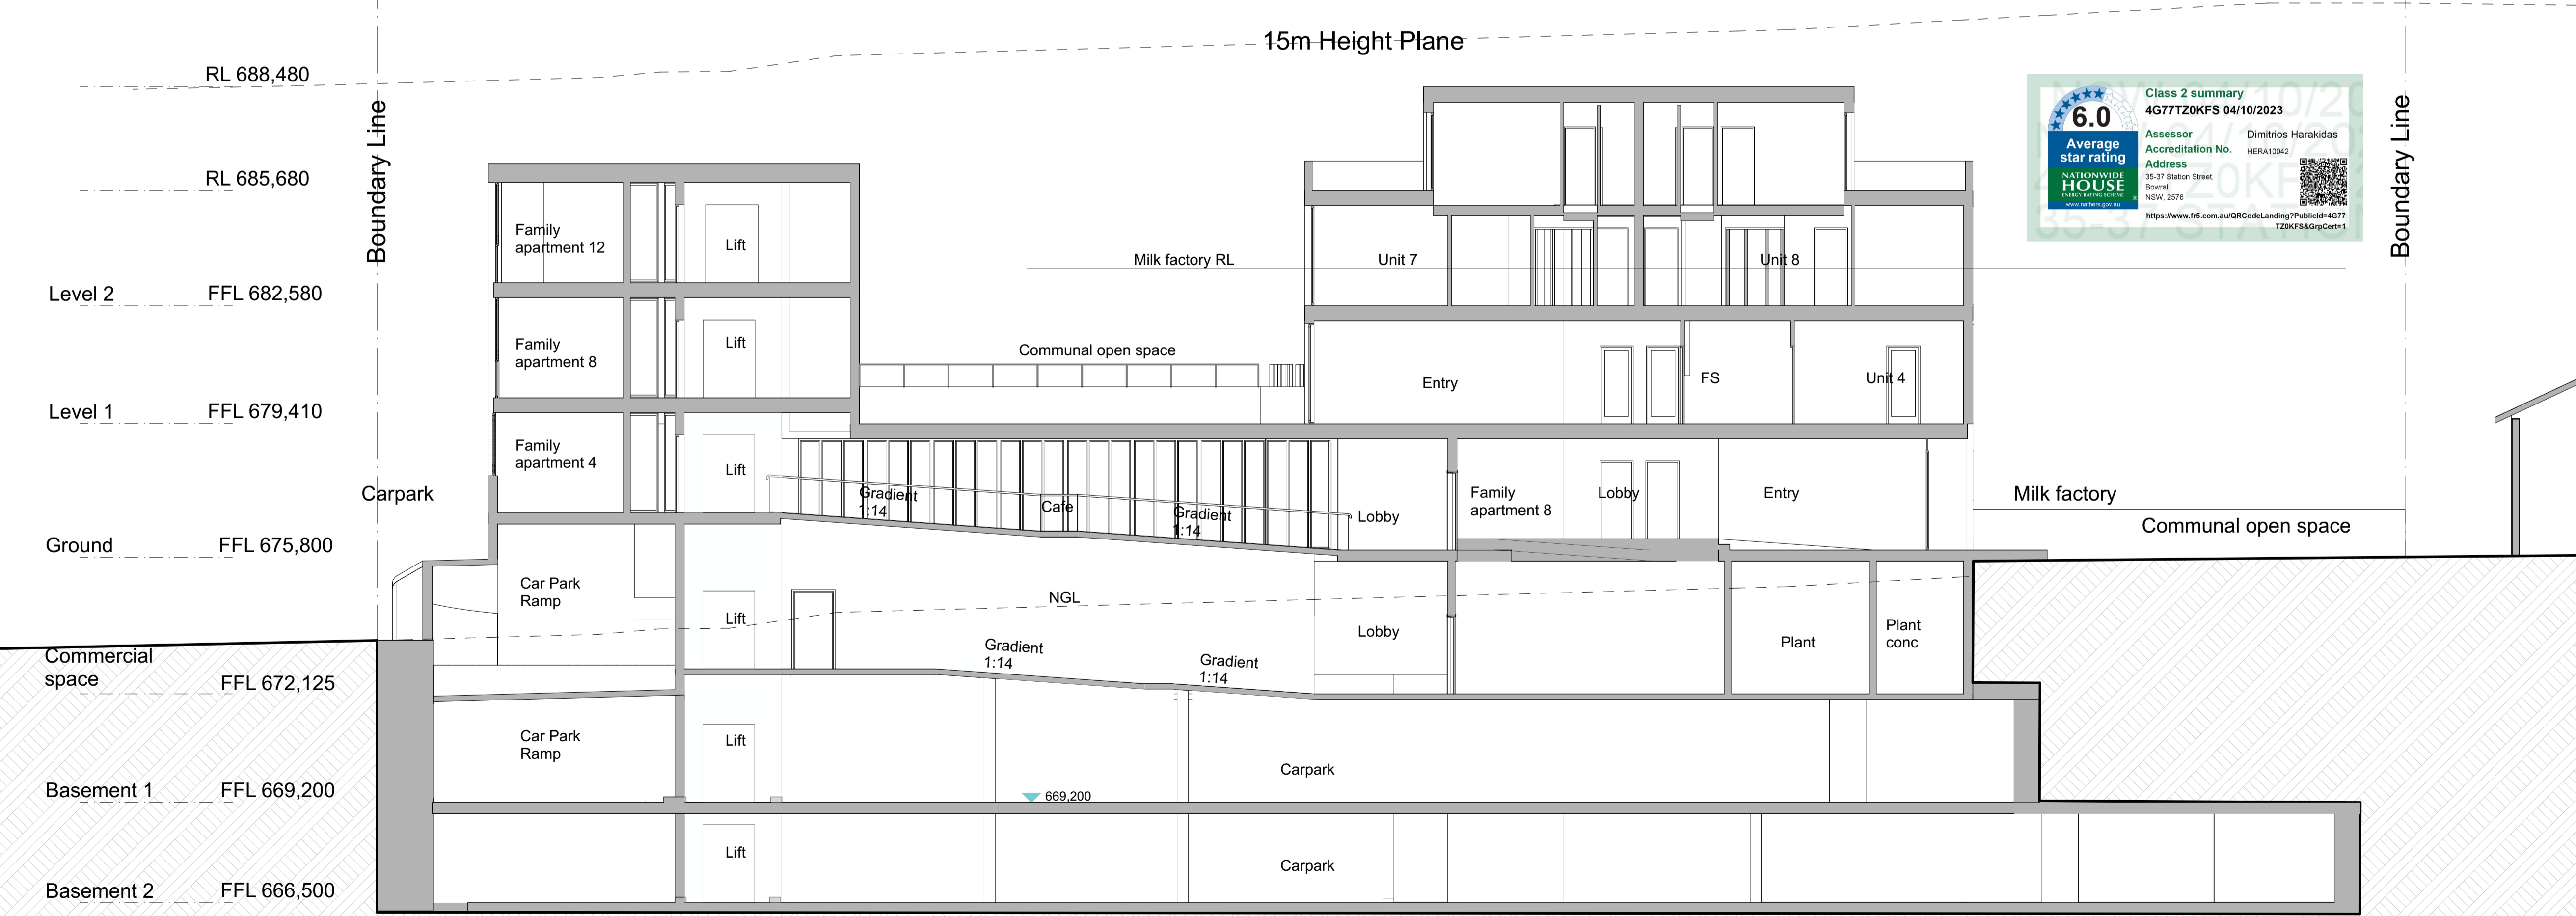 15m Height Plane
RL 688,480
RL 685,680
Level 2 FFL 682,580
Level 1 FFL 679,410
Carpark
Ground FFL 675,800
Commercial
space FFL 672,125
Basement 1 FFL 669,200
Basement 2 FFL 666,500
Boundary Line
Family
apartment 12
Lift
Family
apartment 8
Lift
Family
apartment 4
Lift
Car Park
Ramp
Lift
Car Park
Ramp
Lift
Lift
Communal open space
Milk factory RL
Unit 7
Unit 8
Entry
FS
Unit 4
Gradient
1:14
Cafe
Gradient
1:14
Lobby
Family
apartment 8
Lobby
Entry
Milk factory
Communal open space
NGL
Gradient
1:14
Gradient
1:14
Lobby
Plant
Plant
conc
Carpark
669,200
Carpark
Boundary Line
6.0
Average
star rating
NATIONWIDE
HOUSE
ENERGY RATING SCHEME
www.nathers.gov.au
Class 2 summary
4G77TZ0KFS 04/10/2023
Assessor Dimitrios Harakidas
Accreditation No. HERA10042
Address
35-37 Station Street,
Bowral,
NSW, 2576
https://www.fr5.com.au/QRCodeLanding?PublicId=4G77
TZ0KFS&GrpCert=1